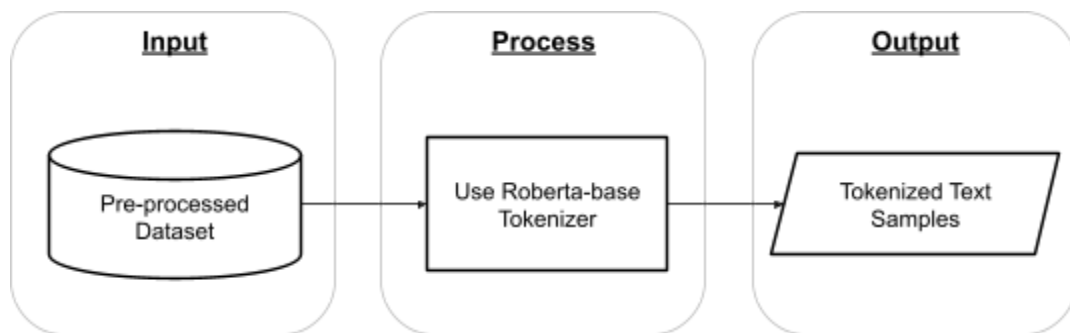 Input
Process
Output
Pre-processed
Dataset
Use Roberta-base
Tokenizer
Tokenized Text
Samples